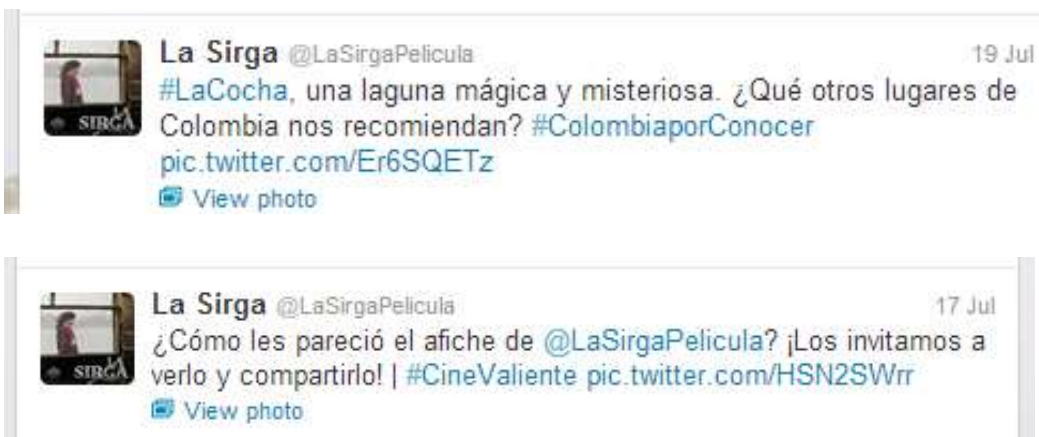 La Sirga @LaSirgaPelicula 19 Jul
#LaCocha, una laguna mágica y misteriosa. ¿Qué otros lugares de
Colombia nos recomiendan? #ColombiaporConocer
pic.twitter.com/Er6SQETz
View photo
SIRGA
La Sirga @LaSirgaPelicula 17 Jul
¿Cómo les pareció el afiche de @LaSirgaPelicula? ¡Los invitamos a
verlo y compartirlo! | #CineValiente pic.twitter.com/HSN2SWrr
View photo
SIRGA